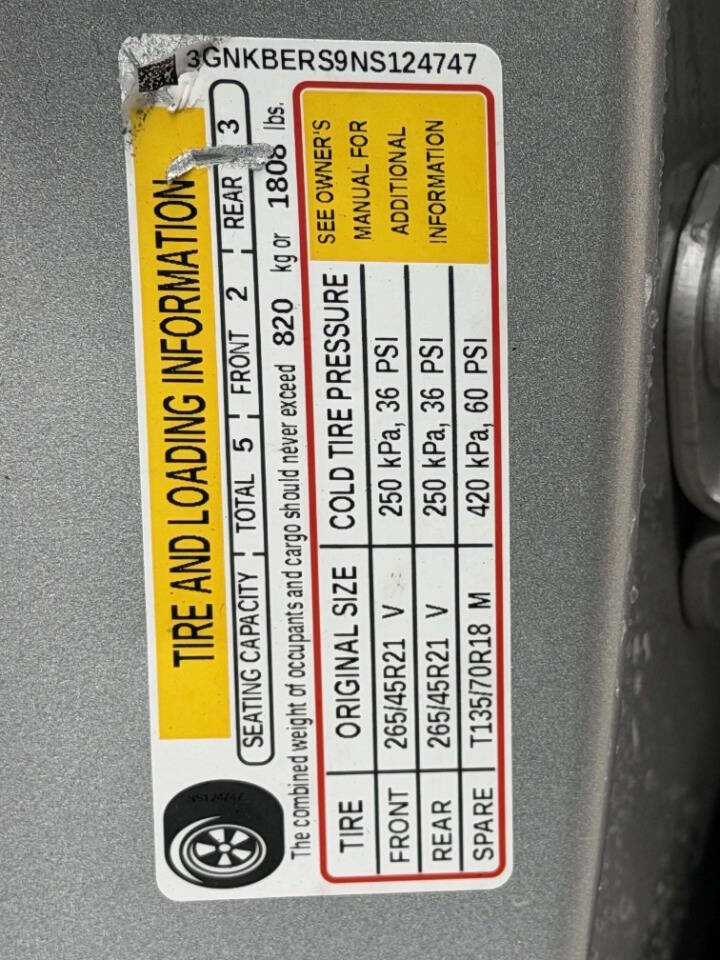 3GNKBERS9NS124747
TIRE AND LOADING INFORMATION
SEATING CAPACITY TOTAL 5 FRONT 2 REAR 3
The combined weight of occupants and cargo should never exceed 820 kg or 1808 lbs.
TIRE ORIGINAL SIZE COLD TIRE PRESSURE
FRONT 265/45R21 V 250 kPa, 36 PSI
REAR 265/45R21 V 250 kPa, 36 PSI
SPARE T135/70R18 M 420 kPa, 60 PSI
SEE OWNER'S
MANUAL FOR
ADDITIONAL
INFORMATION
NS124747